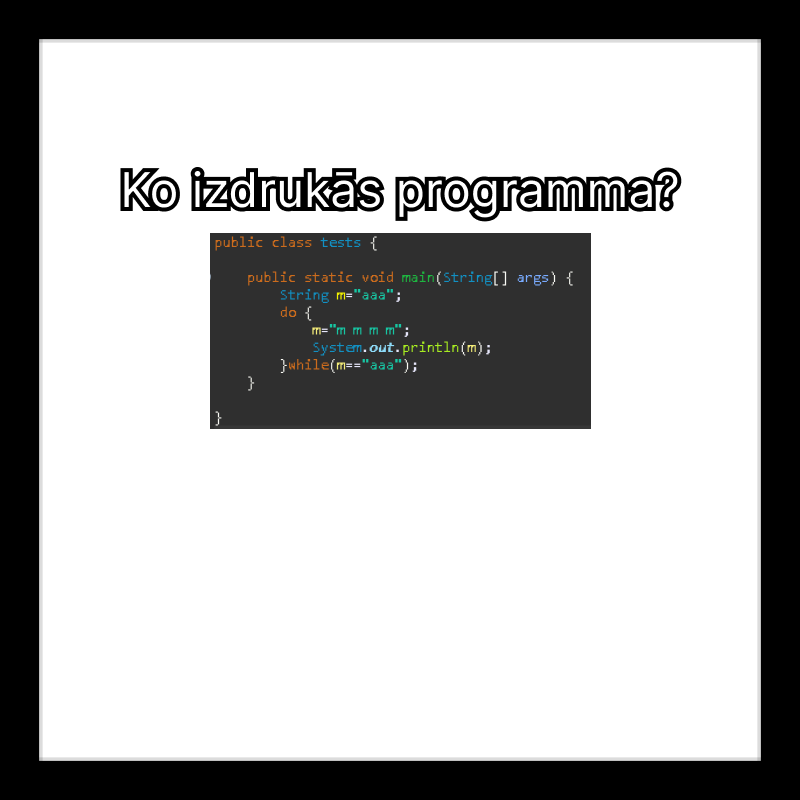 Ko izdrukās programma?
public class tests {
public static void main(String[] args) {
String m="aaa";
do {
m="m m m m";
System.out.println(m);
}while(m=="aaa");
}
}